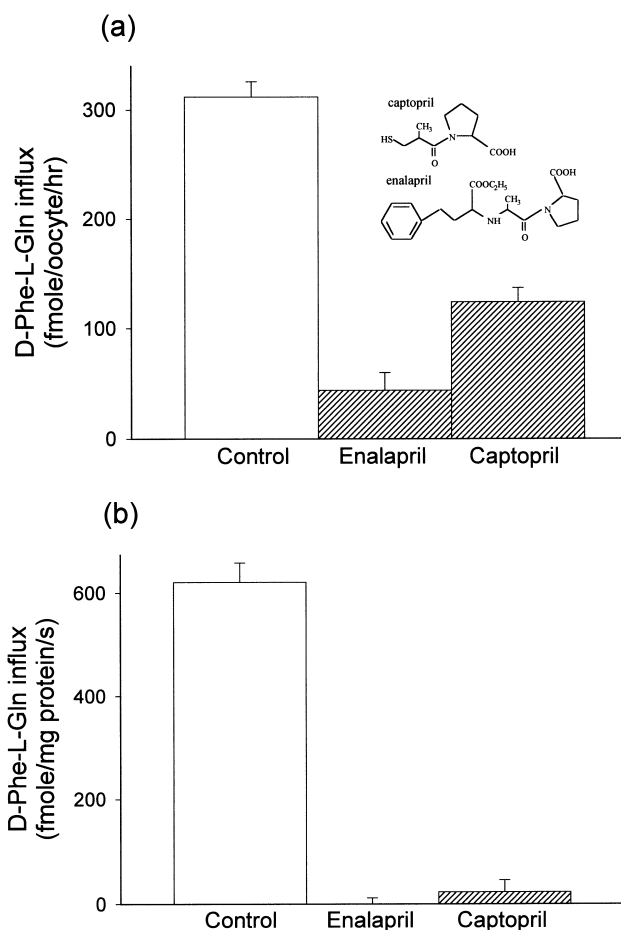 (a)
D-Phe-L-Gln influx
(fmole/oocyte/hr)
300
200
100
0
captopril
CH₃
HS
N
O
COOH
enalapril
COOH
COOC₂H₅
CH₃
NH
N
O
Control Enalapril Captopril
(b)
D-Phe-L-Gln influx
(fmole/mg protein/s)
600
400
200
0
Control Enalapril Captopril